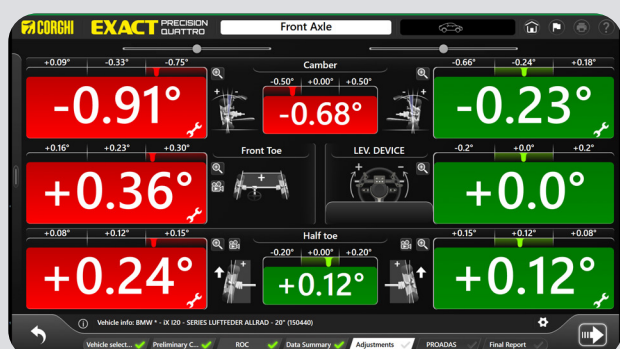 CORGHI EXACT PRECISION QUATTRO Front Axle ?
+0.09° -0.33° -0.75° Camber -0.66° -0.24° +0.18°
-0.50° +0.00° +0.50°
-0.91° -0.68° -0.23°
+0.16° +0.23° +0.30° Front Toe LEV. DEVICE -0.2° +0.0° +0.2°
+0.36° +0.0°
+0.08° +0.12° +0.15° Half toe +0.15° +0.12° +0.08°
-0.20° +0.00° +0.20°
+0.24° +0.12° +0.12°
Vehicle info: BMW * - IX I20 - SERIES LUFTFEDER ALLRAD - 20" (150440)
Vehicle select... Preliminary C... ROC Data Summary Adjustments PROADAS Final Report